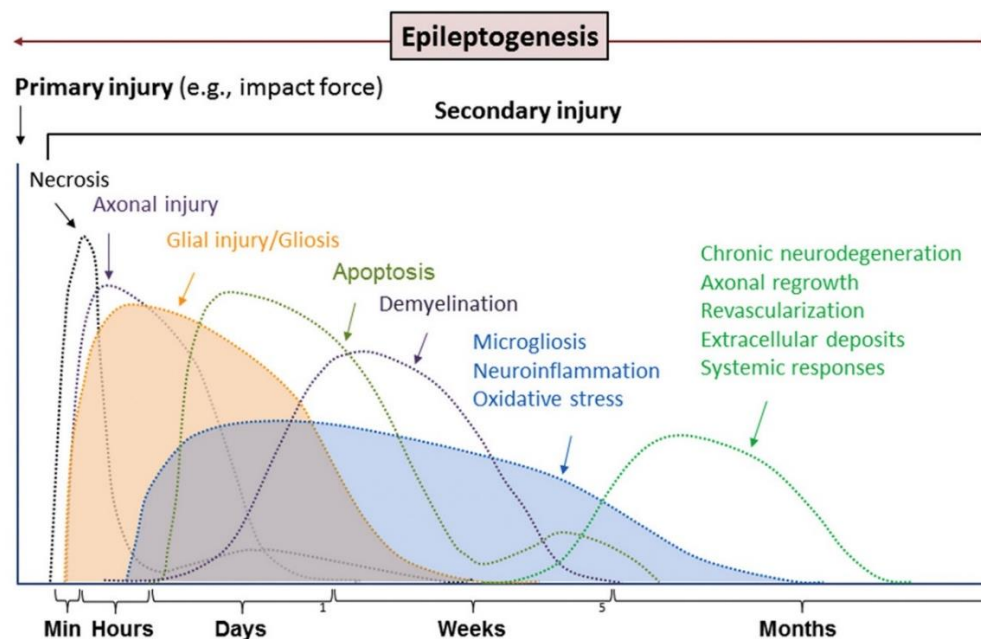 Epileptogenesis
Primary injury (e.g., impact force)
Secondary injury
Necrosis
Axonal injury
Glial injury/Gliosis
Apoptosis
Demyelination
Microgliosis
Neuroinflammation
Oxidative stress
Chronic neurodegeneration
Axonal regrowth
Revascularization
Extracellular deposits
Systemic responses
1
5
Min Hours Days Weeks Months